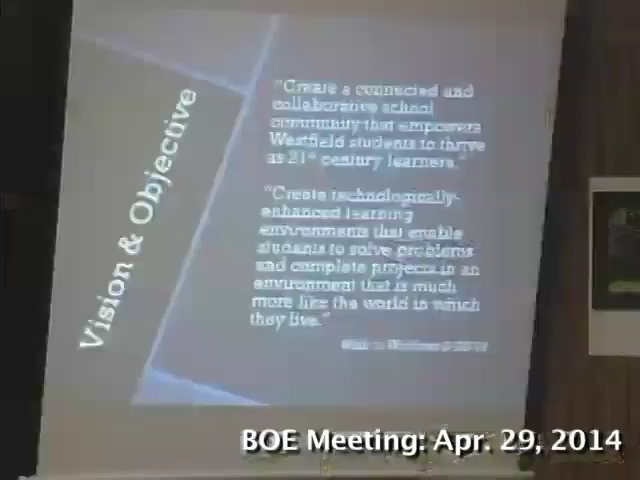 Vision & Objective
"Create a connected and
collaborative school
community that empowers
Westfield students to thrive
as 21st century learners."
"Create technologically-
enhanced learning
environments that enable
students to solve problems
and complete projects in an
environment that is much
more like the world in which
they live."
BOE Meeting: Apr. 29, 2014